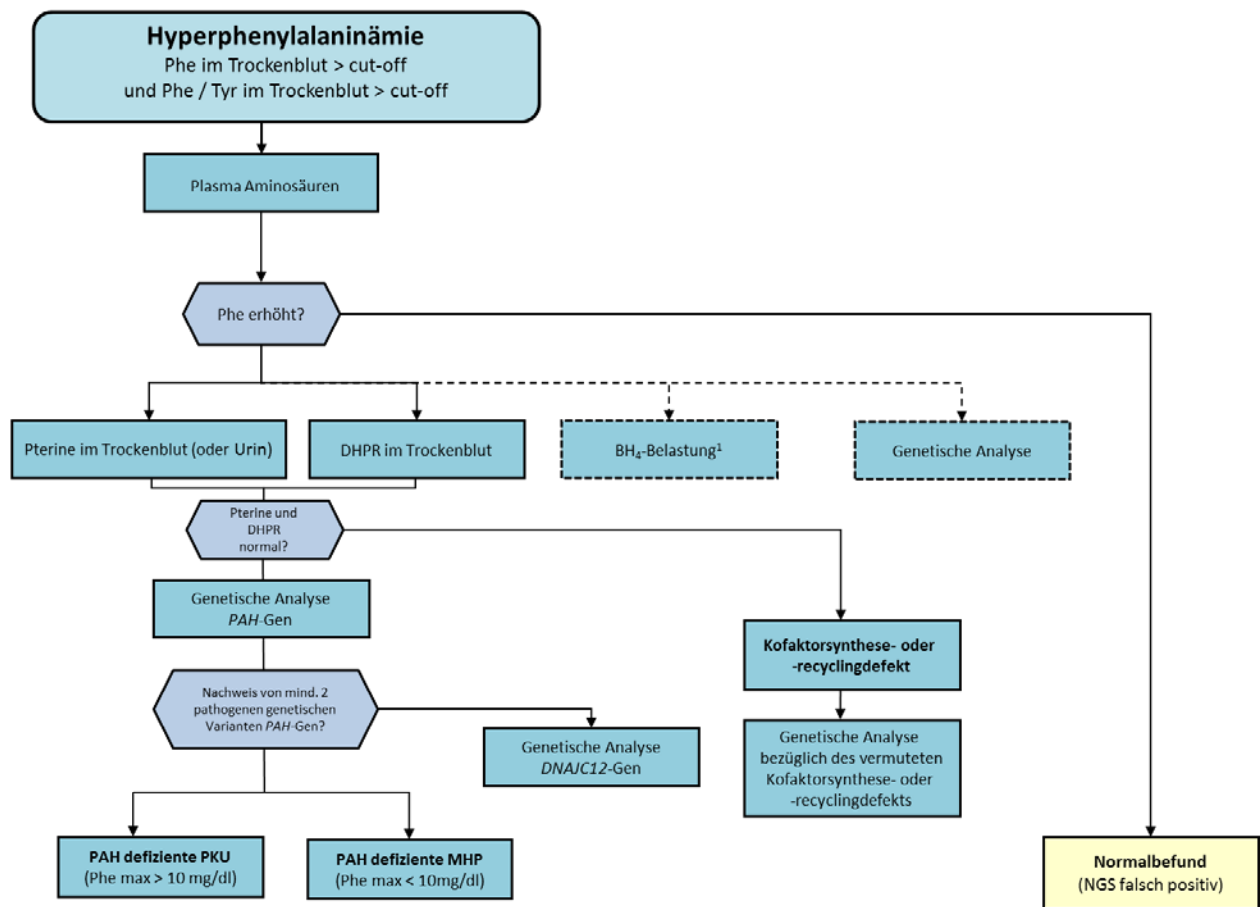 Hyperphenylalaninämie
Phe im Trockenblut > cut-off
und Phe / Tyr im Trockenblut > cut-off
Plasma Aminosäuren
Phe erhöht?
Pterine im Trockenblut (oder Urin)
DHPR im Trockenblut
BH₄-Belastung¹
Genetische Analyse
Pterine und
DHPR
normal?
Genetische Analyse
PAH-Gen
Kofaktorsynthese- oder
-recyclingdefekt
Nachweis von mind. 2
pathogenen genetischen
Varianten PAH-Gen?
Genetische Analyse
DNAJC12-Gen
Genetische Analyse
bezüglich des vermuteten
Kofaktorsynthese- oder
-recyclingdefekts
PAH defiziente PKU
(Phe max > 10 mg/dl)
PAH defiziente MHP
(Phe max < 10mg/dl)
Normalbefund
(NGS falsch positiv)